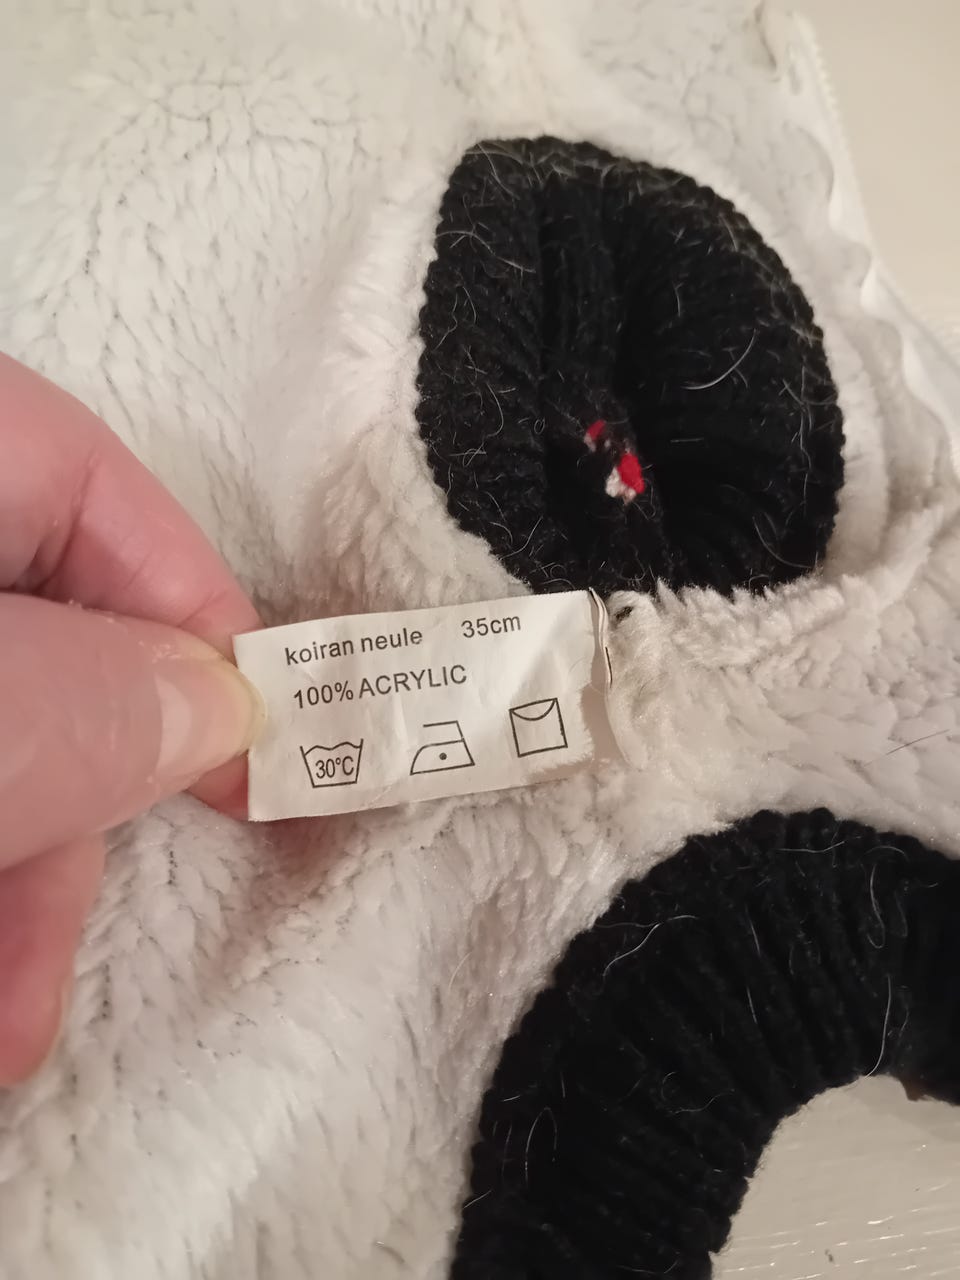 koiran neule 35cm
100% ACRYLIC
30°C